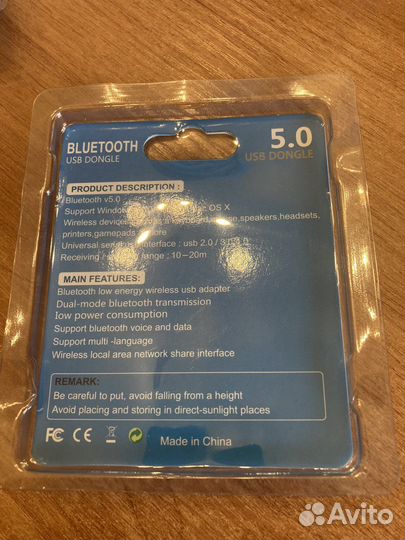 BLUETOOTH
USB DONGLE
5.0
USB DONGLE
PRODUCT DESCRIPTION :
Bluetooth v5.0
Support OS X
Wireless speakers,headsets,
printers,gamepads
Universal interface : usb 2.0 /
Receiving range : 10-20m
MAIN FEATURES:
Bluetooth low energy wireless usb adapter
Dual-mode bluetooth transmission
low power consumption
Support bluetooth voice and data
Support multi -language
Wireless local area network share interface
REMARK:
Be careful to put, avoid falling from a height
Avoid placing and storing in direct-sunlight places
FC CE
Made in China
Avito